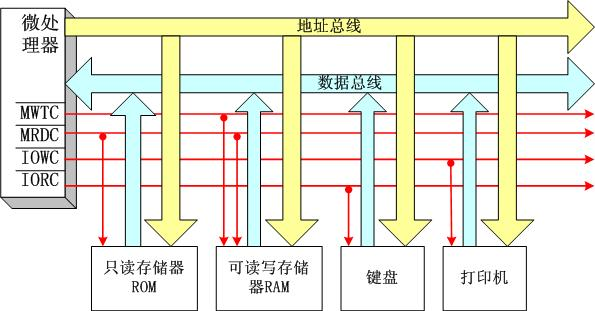 微处
理器
地址总线
数据总线
MWTC
MRDC
IOWC
IORC
只读存储器
ROM
可读写存储
器RAM
键盘
打印机